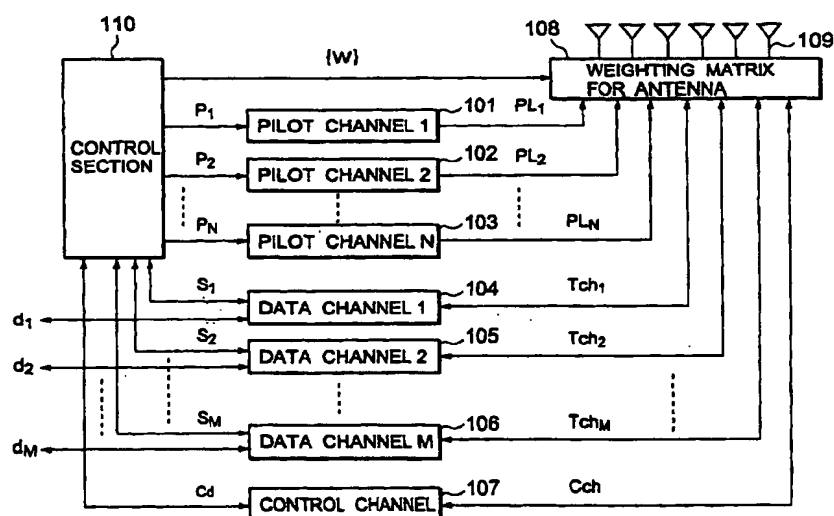 110
108
109
{W}
WEIGHTING MATRIX
FOR ANTENNA
CONTROL
SECTION
P1
PILOT CHANNEL 1
101
PL1
P2
PILOT CHANNEL 2
102
PL2
PN
PILOT CHANNEL N
103
PLN
S1
DATA CHANNEL 1
104
Tch1
d1
S2
DATA CHANNEL 2
105
Tch2
d2
SM
DATA CHANNEL M
106
TchM
dM
Cd
CONTROL CHANNEL
107
Cch